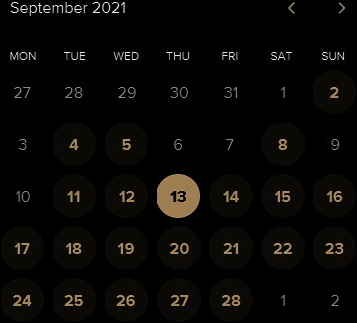 September 2021
MON TUE WED THU FRI SAT SUN
27 28 29 30 31 1 2
3 4 5 6 7 8 9
10 11 12 13 14 15 16
17 18 19 20 21 22 23
24 25 26 27 28 1 2